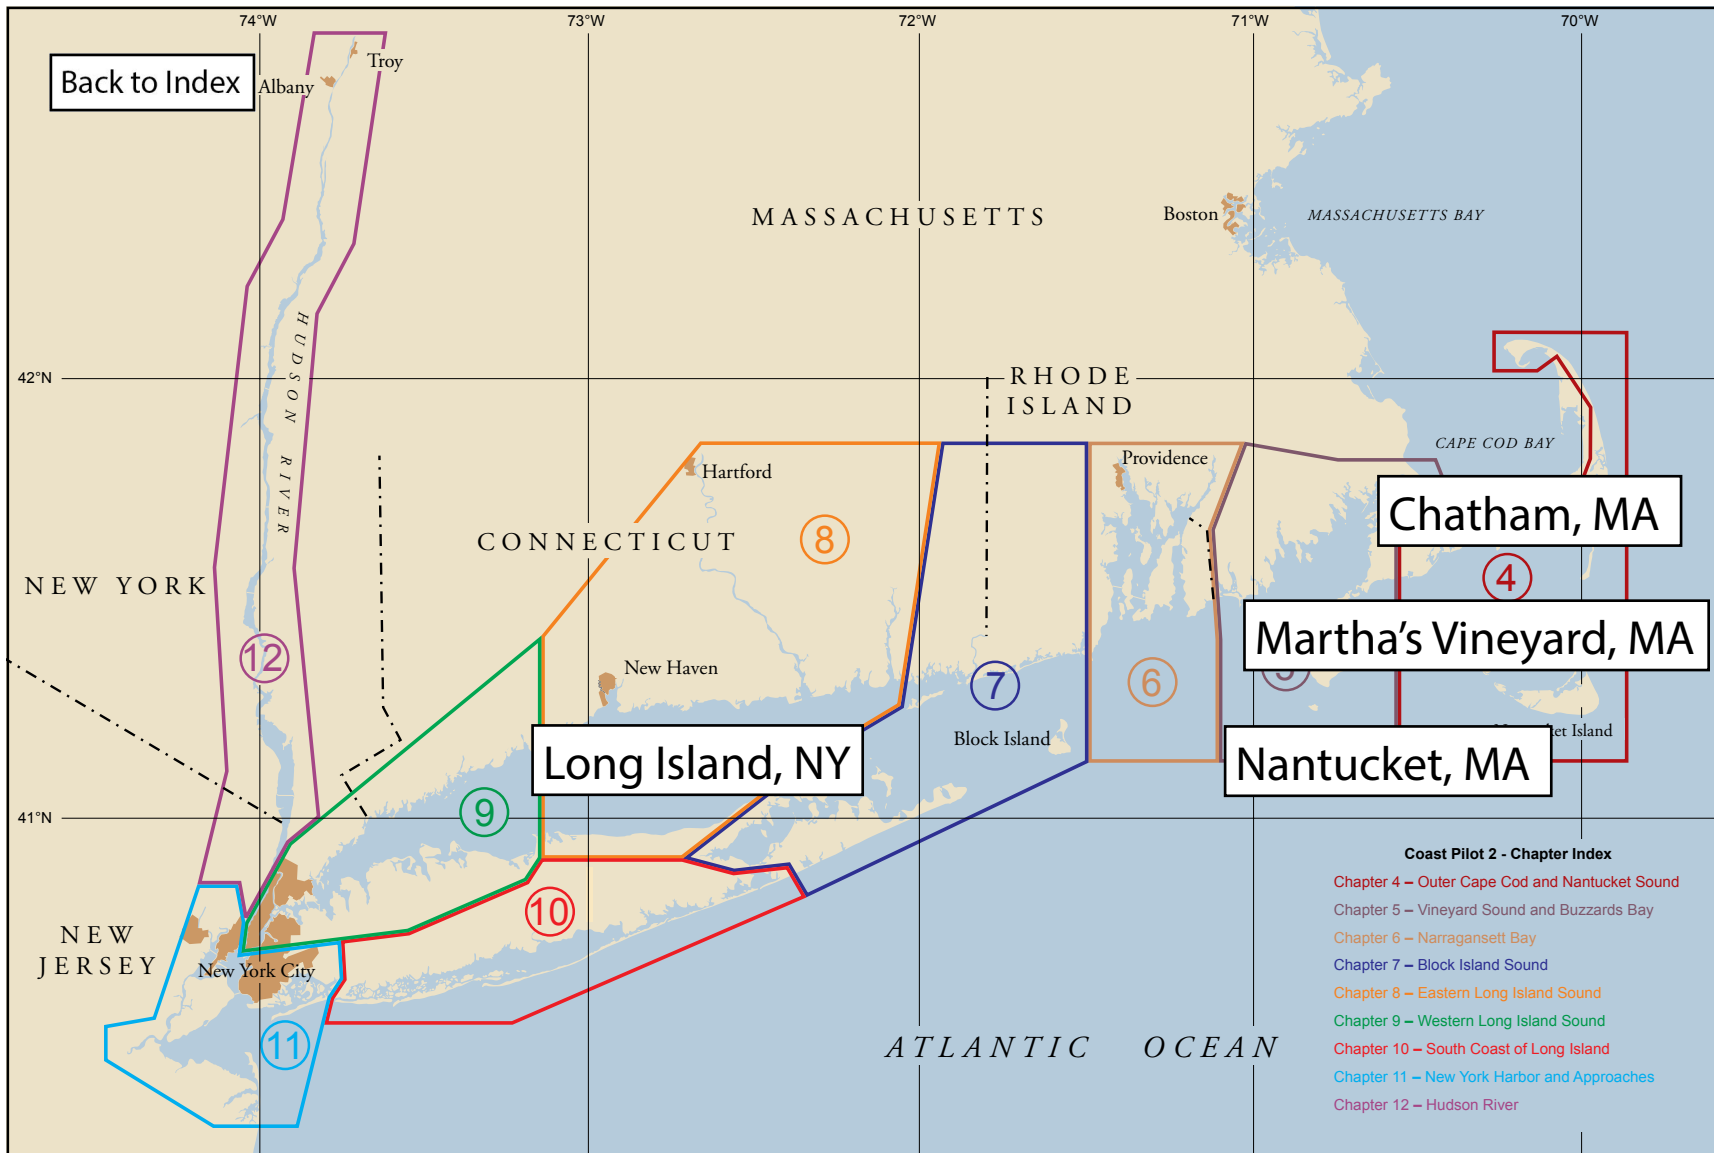 74°W
73°W
72°W
71°W
70°W
Back to Index
Troy
Albany
MASSACHUSETTS
Boston
MASSACHUSETTS BAY
HUDSON RIVER
42°N
RHODE
ISLAND
CAPE COD BAY
Providence
Hartford
Chatham, MA
CONNECTICUT
8
4
NEW YORK
Martha's Vineyard, MA
12
New Haven
7
6
5
Block Island
Long Island, NY
et Island
Nantucket, MA
41°N
9
10
NEW
JERSEY
New York City
11
ATLANTIC OCEAN
Coast Pilot 2 - Chapter Index
Chapter 4 – Outer Cape Cod and Nantucket Sound
Chapter 5 – Vineyard Sound and Buzzards Bay
Chapter 6 – Narragansett Bay
Chapter 7 – Block Island Sound
Chapter 8 – Eastern Long Island Sound
Chapter 9 – Western Long Island Sound
Chapter 10 – South Coast of Long Island
Chapter 11 – New York Harbor and Approaches
Chapter 12 – Hudson River